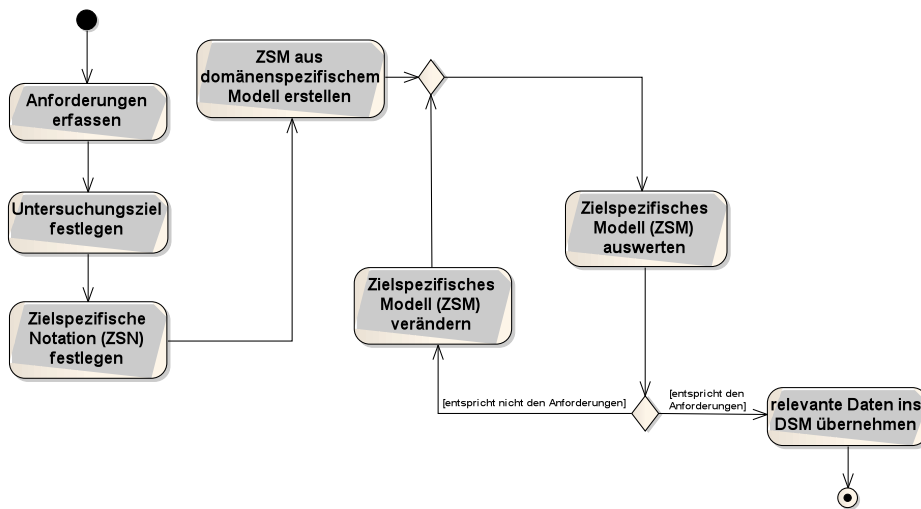 Anforderungen
erfassen
Untersuchungsziel
festlegen
Zielspezifische
Notation (ZSN)
festlegen
ZSM aus
domänenspezifischem
Modell erstellen
Zielspezifisches
Modell (ZSM)
auswerten
Zielspezifisches
Modell (ZSM)
verändern
[entspricht nicht den Anforderungen]
[entspricht den
Anforderungen]
relevante Daten ins
DSM übernehmen